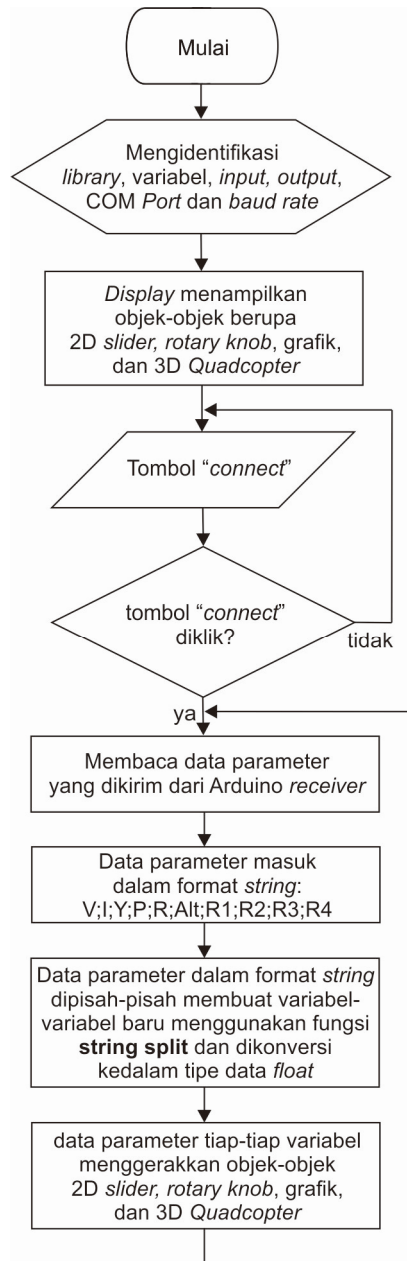 Mulai
Mengidentifikasi
library, variabel, input, output,
COM Port dan baud rate
Display menampilkan
objek-objek berupa
2D slider, rotary knob, grafik,
dan 3D Quadcopter
Tombol “connect”
tombol “connect”
diklik?
tidak
ya
Membaca data parameter
yang dikirim dari Arduino receiver
Data parameter masuk
dalam format string:
V;I;Y;P;R;Alt;R1;R2;R3;R4
Data parameter dalam format string
dipisah-pisah membuat variabel-
variabel baru menggunakan fungsi
string split dan dikonversi
kedalam tipe data float
data parameter tiap-tiap variabel
menggerakkan objek-objek
2D slider, rotary knob, grafik,
dan 3D Quadcopter